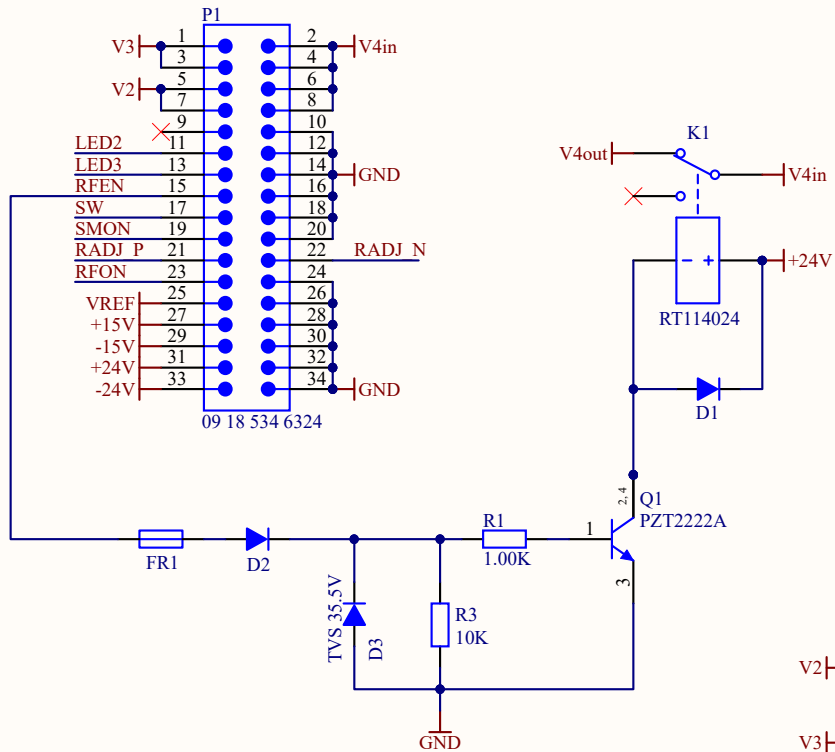 P1
V3 1 2 V4in
3 4
V2 5 6
7 8
9 10
LED2 11 12
LED3 13 14 GND
RFEN 15 16
SW 17 18
SMON 19 20
RADJ_P 21 22 RADJ_N
RFON 23 24
VREF 25 26
+15V 27 28
-15V 29 30
+24V 31 32
-24V 33 34 GND
09 18 534 6324
K1
V4out
V4in
- +
+24V
RT114024
D1
2, 4
Q1
PZT2222A
1
3
R1
1.00K
FR1
D2
TVS 35.5V
D3
R3
10K
GND
V2
V3